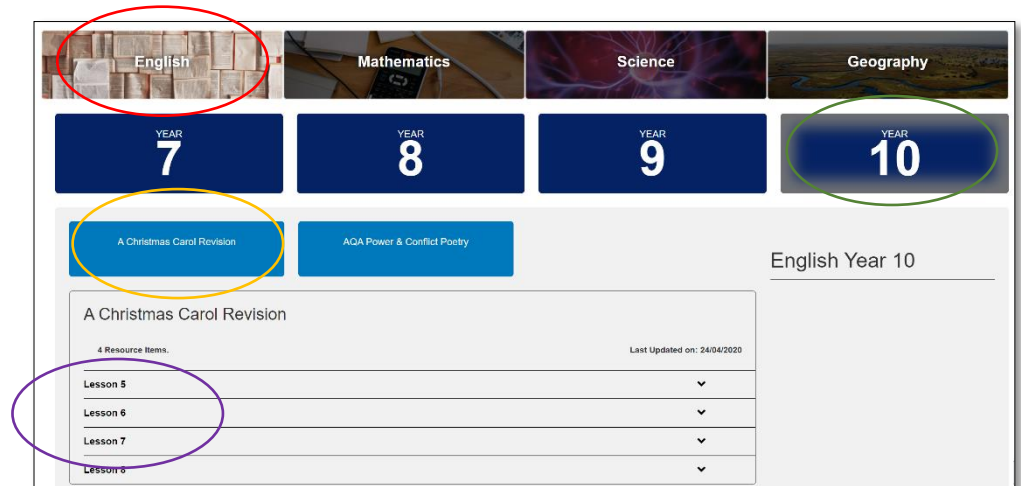 English Mathematics Science Geography
YEAR YEAR YEAR YEAR
7 8 9 10
A Christmas Carol Revision AQA Power & Conflict Poetry
English Year 10
A Christmas Carol Revision
4 Resource Items. Last Updated on: 24/04/2020
Lesson 5
Lesson 6
Lesson 7
Lesson 8